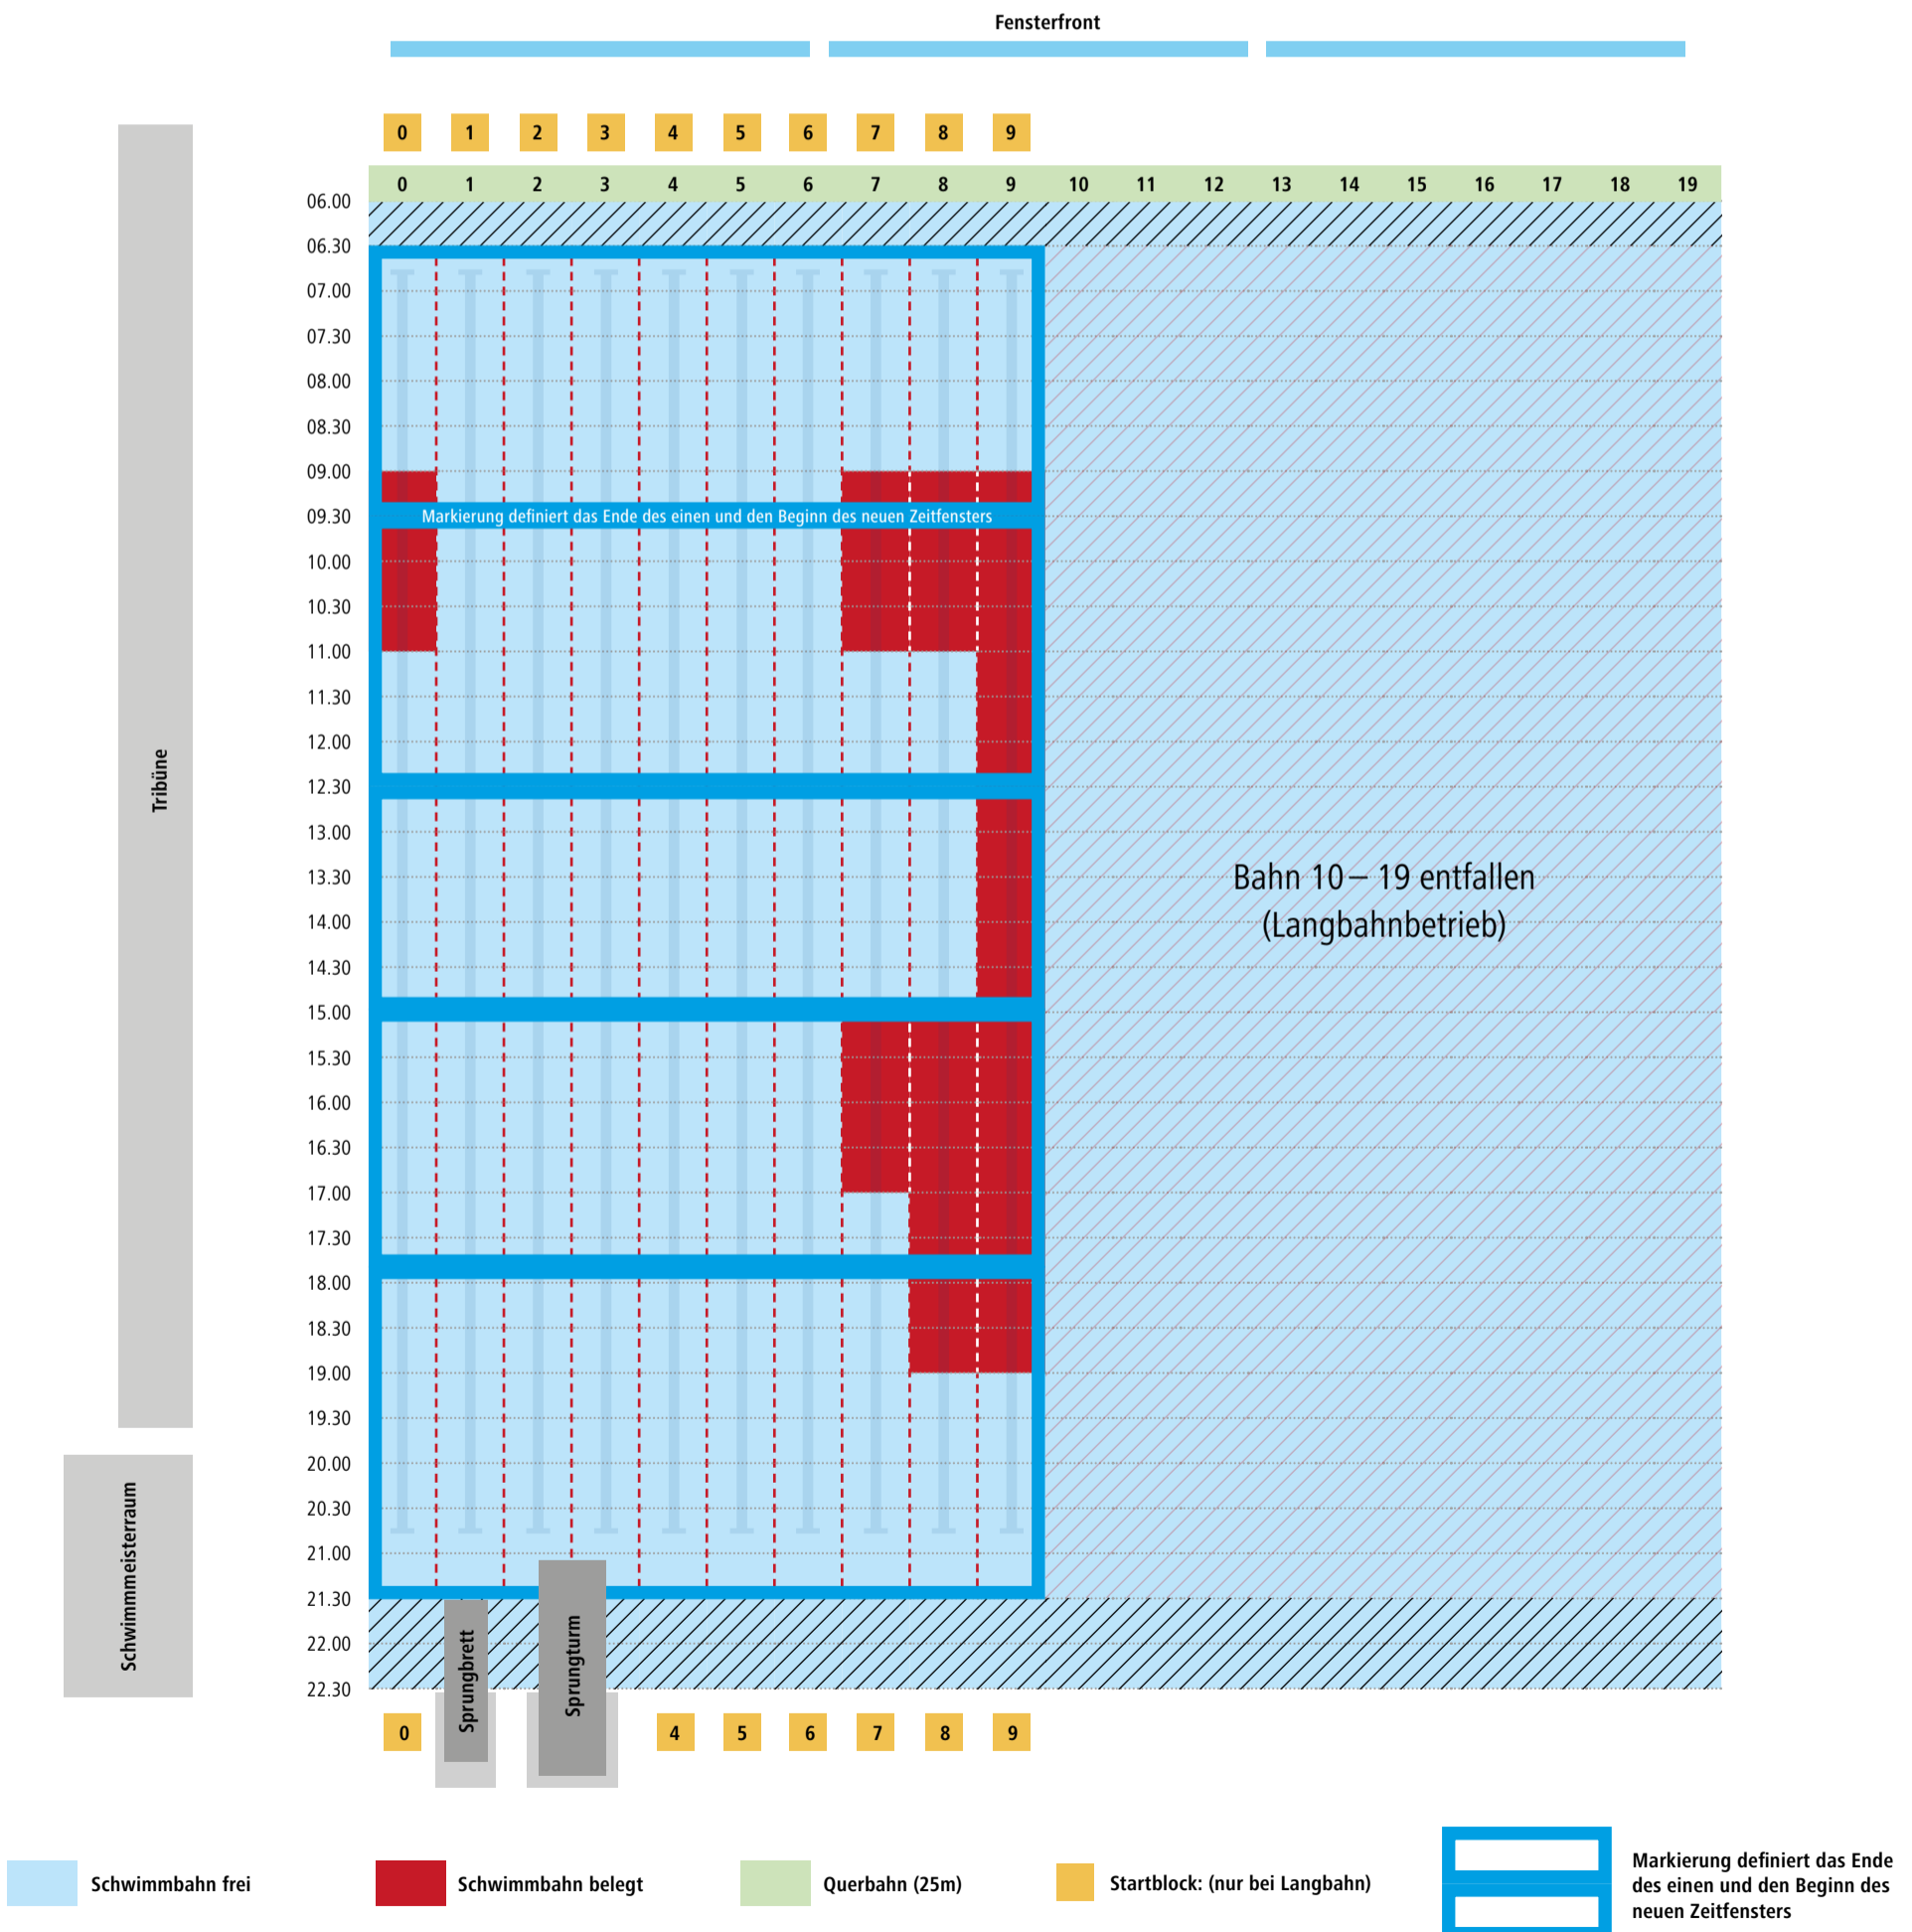 Fensterfront
0 1 2 3 4 5 6 7 8 9
0 1 2 3 4 5 6 7 8 9 10 11 12 13 14 15 16 17 18 19
06.00
06.30
07.00
07.30
08.00
08.30
09.00
09.30
Markierung definiert das Ende des einen und den Beginn des neuen Zeitfensters
10.00
10.30
11.00
11.30
12.00
12.30
13.00
13.30
14.00
14.30
15.00
15.30
16.00
16.30
17.00
17.30
18.00
18.30
19.00
19.30
20.00
20.30
21.00
21.30
22.00
22.30
Tribüne
Schwimmeisterraum
Bahn 10 – 19 entfallen
(Langbahnbetrieb)
Sprungbrett
Sprungturm
0 4 5 6 7 8 9
Schwimmbahn frei
Schwimmbahn belegt
Querbahn (25m)
Startblock: (nur bei Langbahn)
Markierung definiert das Ende
des einen und den Beginn des
neuen Zeitfensters